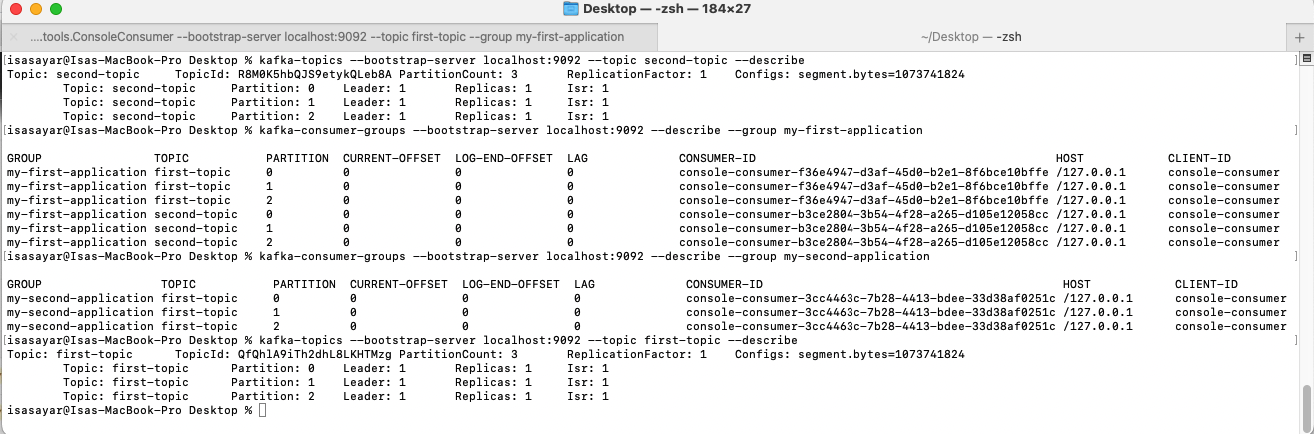 Desktop — -zsh — 184×27
....tools.ConsoleConsumer --bootstrap-server localhost:9092 --topic first-topic --group my-first-application
~/Desktop — -zsh
[isasayar@Isas-MacBook-Pro Desktop % kafka-topics --bootstrap-server localhost:9092 --topic second-topic --describe ]
Topic: second-topic TopicId: R8M0K5hbQJS9etykQLeb8A PartitionCount: 3 ReplicationFactor: 1 Configs: segment.bytes=1073741824
Topic: second-topic Partition: 0 Leader: 1 Replicas: 1 Isr: 1
Topic: second-topic Partition: 1 Leader: 1 Replicas: 1 Isr: 1
Topic: second-topic Partition: 2 Leader: 1 Replicas: 1 Isr: 1
[isasayar@Isas-MacBook-Pro Desktop % kafka-consumer-groups --bootstrap-server localhost:9092 --describe --group my-first-application ]
GROUP TOPIC PARTITION CURRENT-OFFSET LOG-END-OFFSET LAG CONSUMER-ID HOST CLIENT-ID
my-first-application first-topic 0 0 0 0 console-consumer-f36e4947-d3af-45d0-b2e1-8f6bce10bffe /127.0.0.1 console-consumer
my-first-application first-topic 1 0 0 0 console-consumer-f36e4947-d3af-45d0-b2e1-8f6bce10bffe /127.0.0.1 console-consumer
my-first-application first-topic 2 0 0 0 console-consumer-f36e4947-d3af-45d0-b2e1-8f6bce10bffe /127.0.0.1 console-consumer
my-first-application second-topic 0 0 0 0 console-consumer-b3ce2804-3b54-4f28-a265-d105e12058cc /127.0.0.1 console-consumer
my-first-application second-topic 1 0 0 0 console-consumer-b3ce2804-3b54-4f28-a265-d105e12058cc /127.0.0.1 console-consumer
my-first-application second-topic 2 0 0 0 console-consumer-b3ce2804-3b54-4f28-a265-d105e12058cc /127.0.0.1 console-consumer
[isasayar@Isas-MacBook-Pro Desktop % kafka-consumer-groups --bootstrap-server localhost:9092 --describe --group my-second-application ]
GROUP TOPIC PARTITION CURRENT-OFFSET LOG-END-OFFSET LAG CONSUMER-ID HOST CLIENT-ID
my-second-application first-topic 0 0 0 0 console-consumer-3cc4463c-7b28-4413-bdee-33d38af0251c /127.0.0.1 console-consumer
my-second-application first-topic 1 0 0 0 console-consumer-3cc4463c-7b28-4413-bdee-33d38af0251c /127.0.0.1 console-consumer
my-second-application first-topic 2 0 0 0 console-consumer-3cc4463c-7b28-4413-bdee-33d38af0251c /127.0.0.1 console-consumer
[isasayar@Isas-MacBook-Pro Desktop % kafka-topics --bootstrap-server localhost:9092 --topic first-topic --describe ]
Topic: first-topic TopicId: QfQhlA9iTh2dhL8LKHTMzg PartitionCount: 3 ReplicationFactor: 1 Configs: segment.bytes=1073741824
Topic: first-topic Partition: 0 Leader: 1 Replicas: 1 Isr: 1
Topic: first-topic Partition: 1 Leader: 1 Replicas: 1 Isr: 1
Topic: first-topic Partition: 2 Leader: 1 Replicas: 1 Isr: 1
isasayar@Isas-MacBook-Pro Desktop %